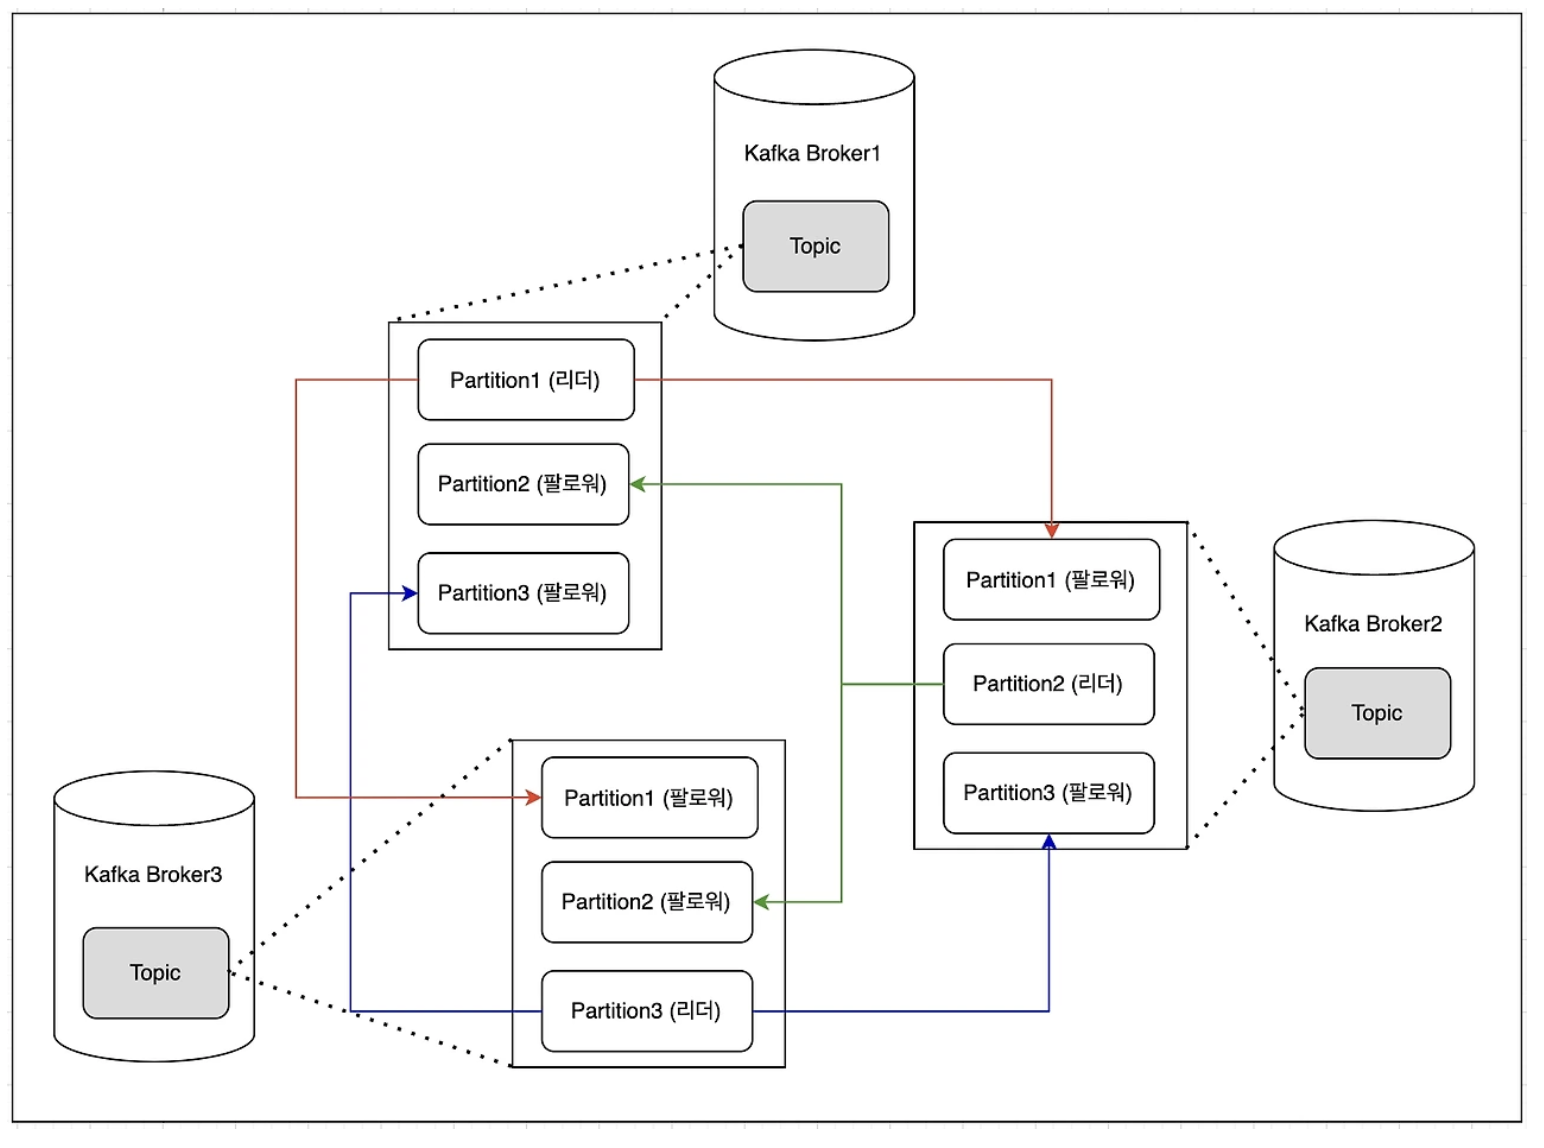 Kafka Broker1
Topic
Partition1 (리더)
Partition2 (팔로워)
Partition3 (팔로워)
Partition1 (팔로워)
Partition2 (리더)
Partition3 (팔로워)
Kafka Broker2
Topic
Partition1 (팔로워)
Partition2 (팔로워)
Partition3 (리더)
Kafka Broker3
Topic